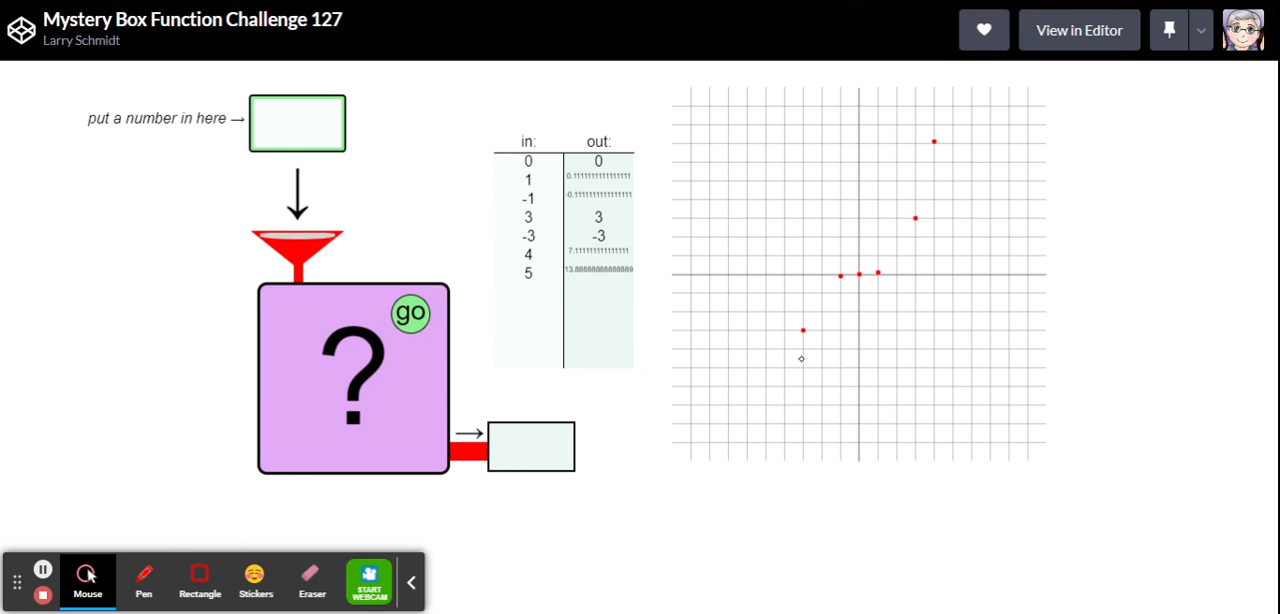 Mystery Box Function Challenge 127
Larry Schmidt
View in Editor
put a number in here →
in: out:
0 0
1 0.1111111111111111
-1 -0.1111111111111111
3 3
-3 -3
4 7.111111111111111
5 13.88888888888889
go
?
Mouse
Pen
Rectangle
Stickers
Eraser
START
WEBCAM